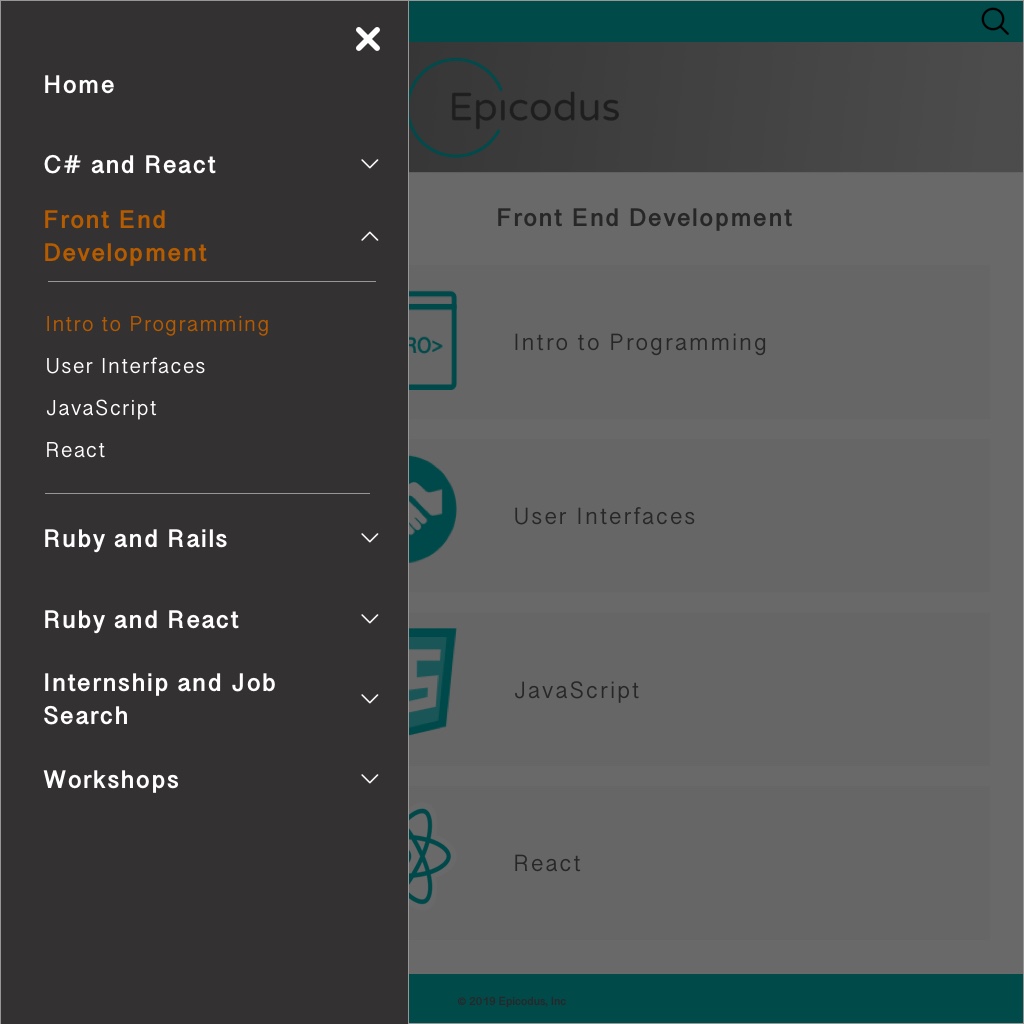 Home
C# and React
Front End
Development
Intro to Programming
User Interfaces
JavaScript
React
Ruby and Rails
Ruby and React
Internship and Job
Search
Workshops
Epicodus
Front End Development
RO>
Intro to Programming
User Interfaces
JavaScript
React
© 2019 Epicodus, Inc